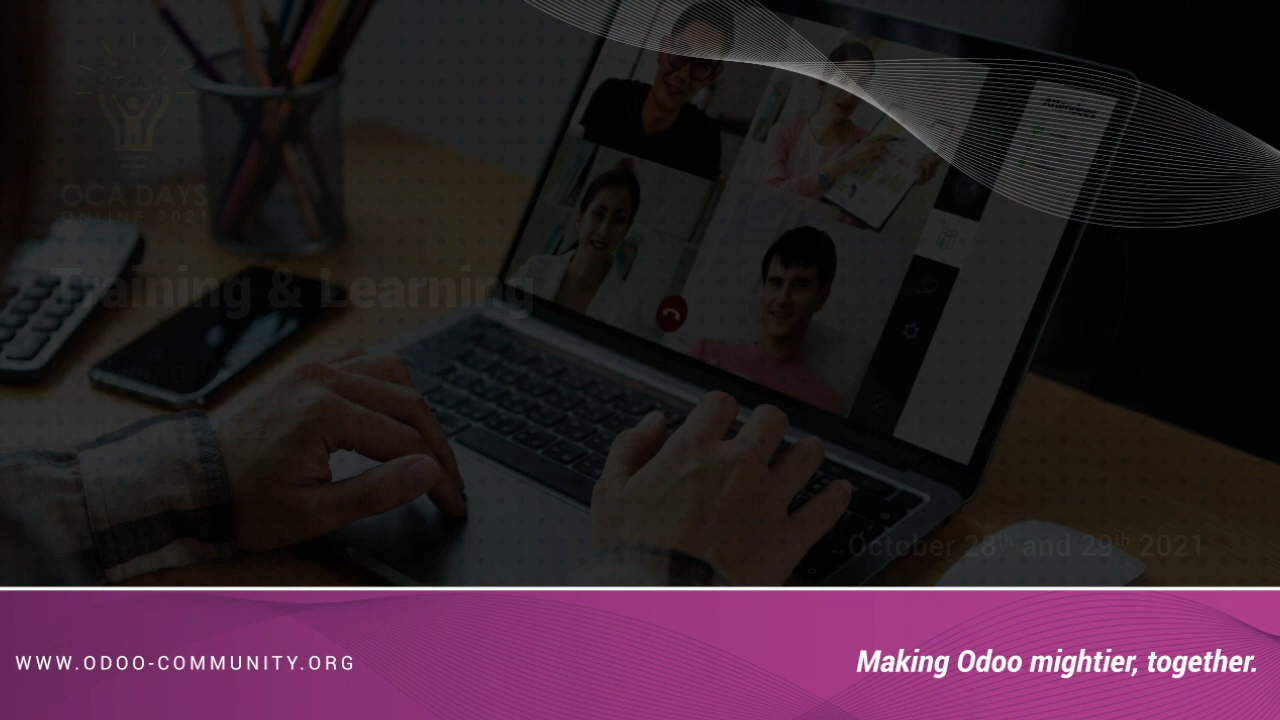 OCA DAYS
ONLINE 2021
Training & Learning
October 28th and 29th 2021
WWW.ODOO-COMMUNITY.ORG
Making Odoo mightier, together.